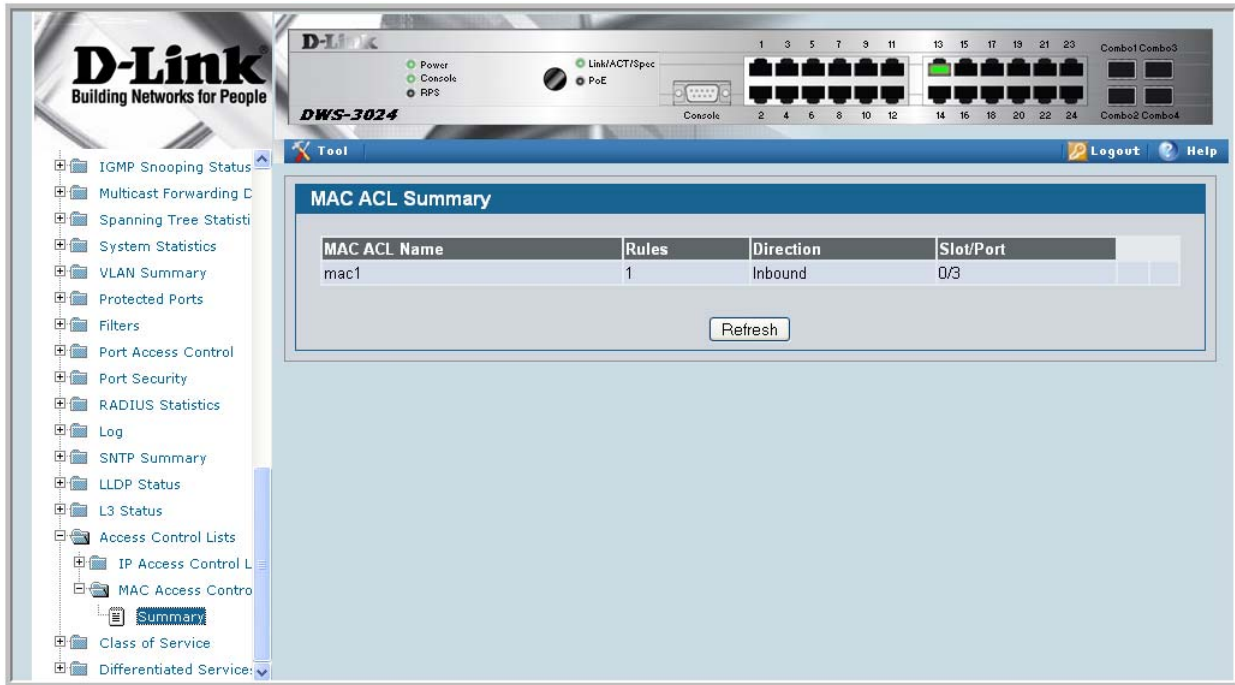 D-Link
Building Networks for People
D-Link
Power
Console
RPS
Link/ACT/Spec
PoE
DWS-3024
Console
1 3 5 7 9 11 13 15 17 19 21 23
2 4 6 8 10 12 14 16 18 20 22 24
Combo1 Combo3
Combo2 Combo4
Tool
Logout
Help
IGMP Snooping Status
Multicast Forwarding D
Spanning Tree Statisti
System Statistics
VLAN Summary
Protected Ports
Filters
Port Access Control
Port Security
RADIUS Statistics
Log
SNTP Summary
LLDP Status
L3 Status
Access Control Lists
IP Access Control L
MAC Access Contro
Summary
Class of Service
Differentiated Services
MAC ACL Summary
MAC ACL Name Rules Direction Slot/Port
mac1 1 Inbound 0/3
Refresh